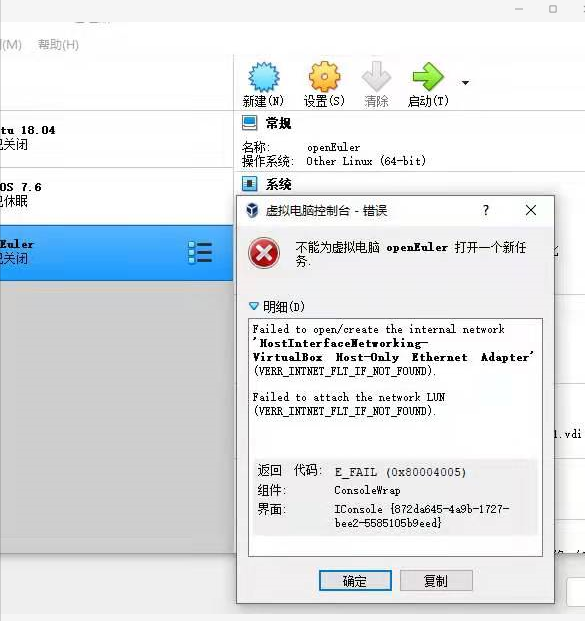 (M) 帮助(H)
新建(N) 设置(S) 清除 启动(T)
常规
tu 18.04
已关闭
名称: openEuler
操作系统: Other Linux (64-bit)
系统
OS 7.6
已休眠
Euler
已关闭
虚拟电脑控制台 - 错误
?
不能为虚拟电脑 openEuler 打开一个新任
务.
明细(D)
Failed to open/create the internal network
'HostInterfaceNetworking-
VirtualBox Host-Only Ethernet Adapter'
(VERR_INTNET_FLT_IF_NOT_FOUND).
Failed to attach the network LUN
(VERR_INTNET_FLT_IF_NOT_FOUND).
1.vdi
返回 代码: E_FAIL (0x80004005)
组件: ConsoleWrap
界面: IConsole {872da645-4a9b-1727-
bee2-5585105b9eed}
确定 复制